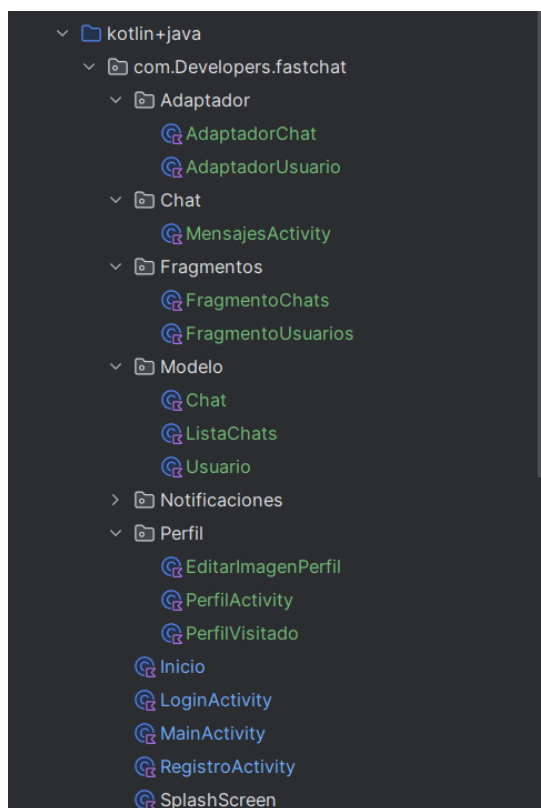 kotlin+java
com.Developers.fastchat
Adaptador
AdaptadorChat
AdaptadorUsuario
Chat
MensajesActivity
Fragmentos
FragmentoChats
FragmentoUsuarios
Modelo
Chat
ListaChats
Usuario
Notificaciones
Perfil
EditarImagenPerfil
PerfilActivity
PerfilVisitado
Inicio
LoginActivity
MainActivity
RegistroActivity
SplashScreen